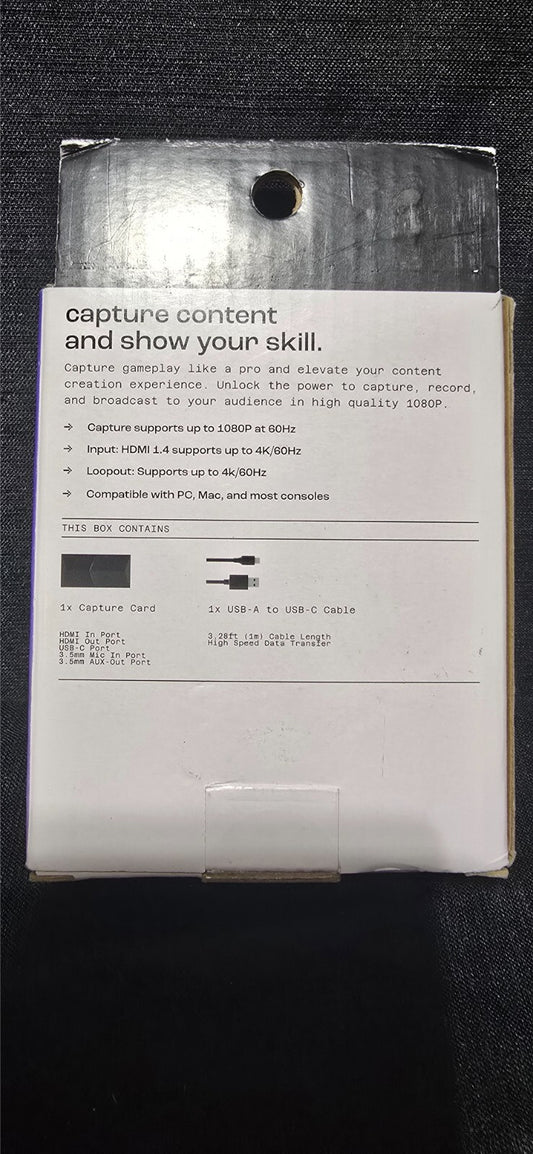 capture content
and show your skill.
Capture gameplay like a pro and elevate your content
creation experience. Unlock the power to capture, record,
and broadcast to your audience in high quality 1080P.
→ Capture supports up to 1080P at 60Hz
→ Input: HDMI 1.4 supports up to 4K/60Hz
→ Loopout: Supports up to 4k/60Hz
→ Compatible with PC, Mac, and most consoles
THIS BOX CONTAINS
1x Capture Card
HDMI In Port
HDMI Out Port
USB-C Port
3.5mm Mic In Port
3.5mm AUX-Out Port
1x USB-A to USB-C Cable
3.28ft (1m) Cable Length
High Speed Data Transfer